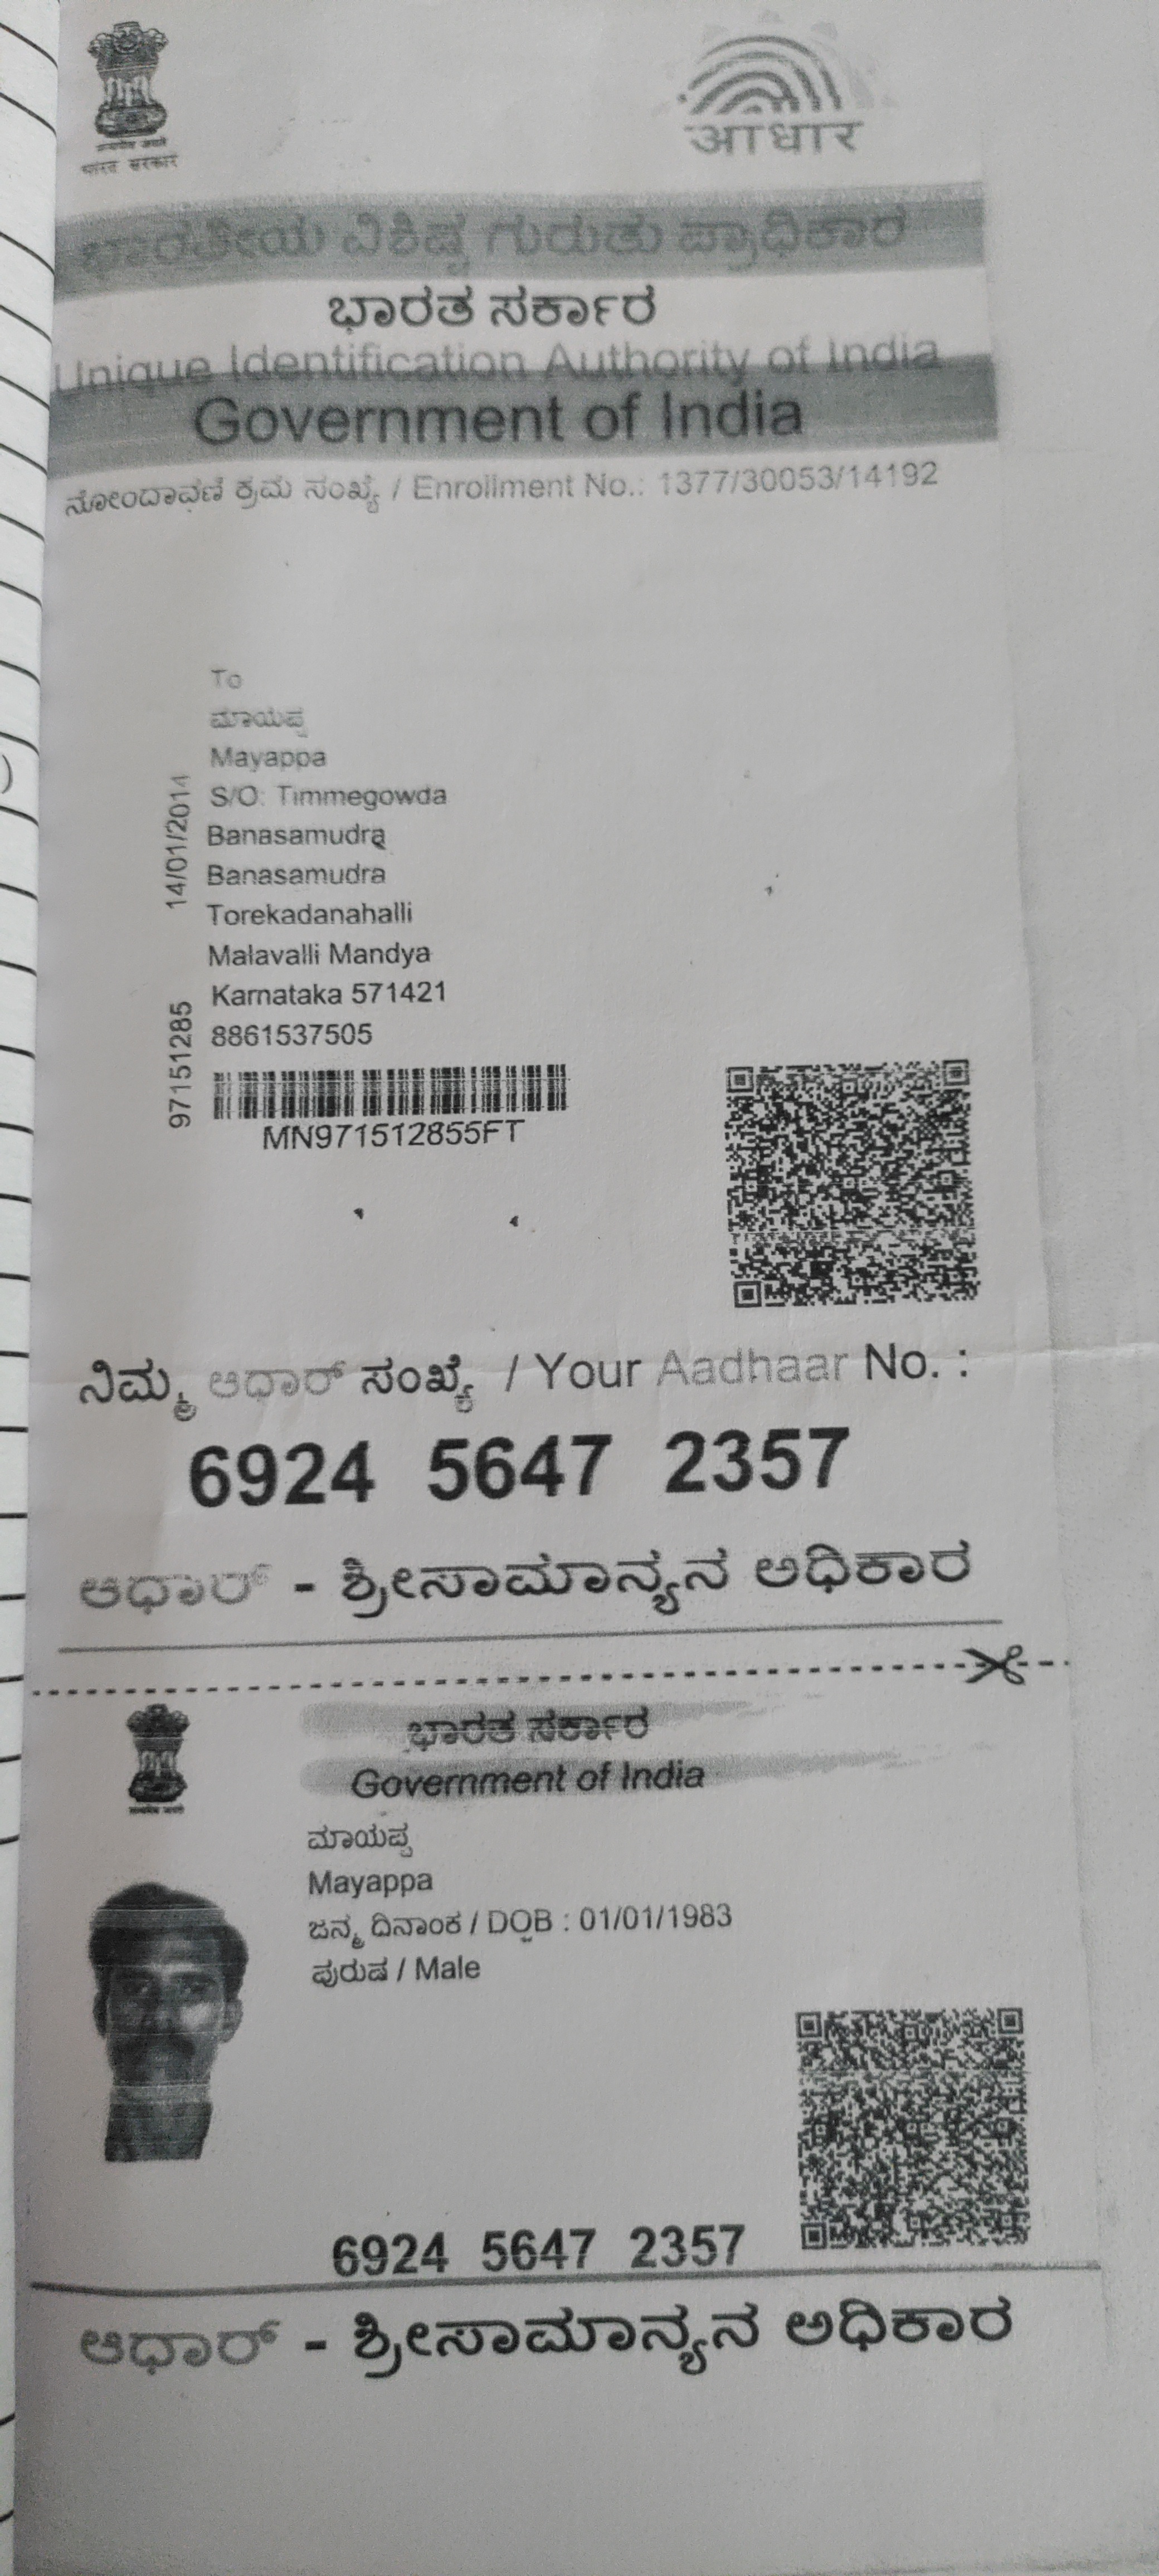 भारत सरकार
आधार
ಭಾರತೀಯ ವಿಶಿಷ್ಟ ಗುರುತು ಪ್ರಾಧಿಕಾರ
ಭಾರತ ಸರ್ಕಾರ
Unique Identification Authority of India
Government of India
ನೋಂದಾವಣೆ ಕ್ರಮ ಸಂಖ್ಯೆ / Enrollment No.: 1377/30053/14192
To
ಮಾಯಪ್ಪ
Mayappa
S/O: Timmegowda
Banasamudra
Banasamudra
Torekadanahalli
Malavalli Mandya
Karnataka 571421
8861537505
14/01/2014
97151285
MN971512855FT
ನಿಮ್ಮ ಆಧಾರ್ ಸಂಖ್ಯೆ / Your Aadhaar No. :
6924 5647 2357
ಆಧಾರ್ - ಶ್ರೀಸಾಮಾನ್ಯನ ಅಧಿಕಾರ
ಭಾರತ ಸರ್ಕಾರ
Government of India
ಮಾಯಪ್ಪ
Mayappa
ಜನ್ಮ ದಿನಾಂಕ / DOB : 01/01/1983
ಪುರುಷ / Male
6924 5647 2357
ಆಧಾರ್ - ಶ್ರೀಸಾಮಾನ್ಯನ ಅಧಿಕಾರ